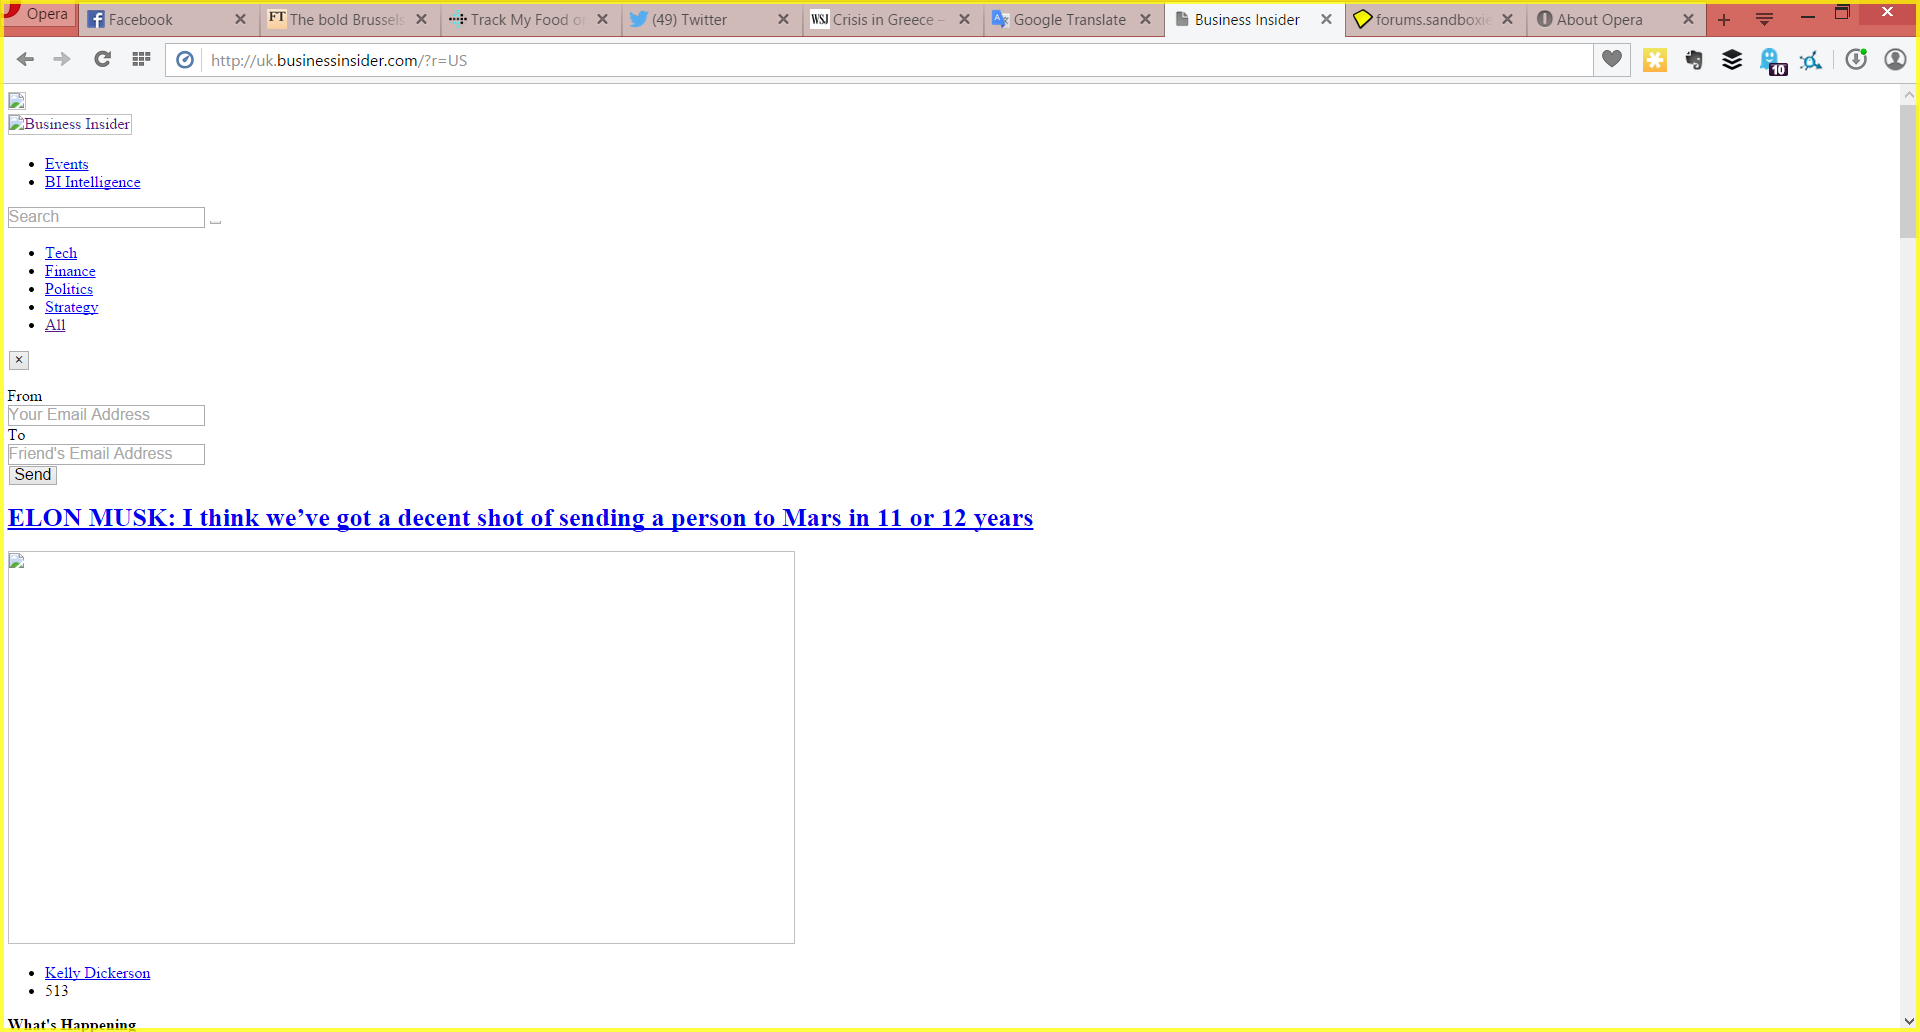 Opera
Facebook
FT The bold Brussels
Track My Food or
(49) Twitter
WSJ Crisis in Greece –
Google Translate
Business Insider
forums.sandboxie
About Opera
http://uk.businessinsider.com/?r=US
10
Business Insider
Events
BI Intelligence
Search
Tech
Finance
Politics
Strategy
All
×
From
Your Email Address
To
Friend's Email Address
Send
ELON MUSK: I think we’ve got a decent shot of sending a person to Mars in 11 or 12 years
Kelly Dickerson
513
What's Happening